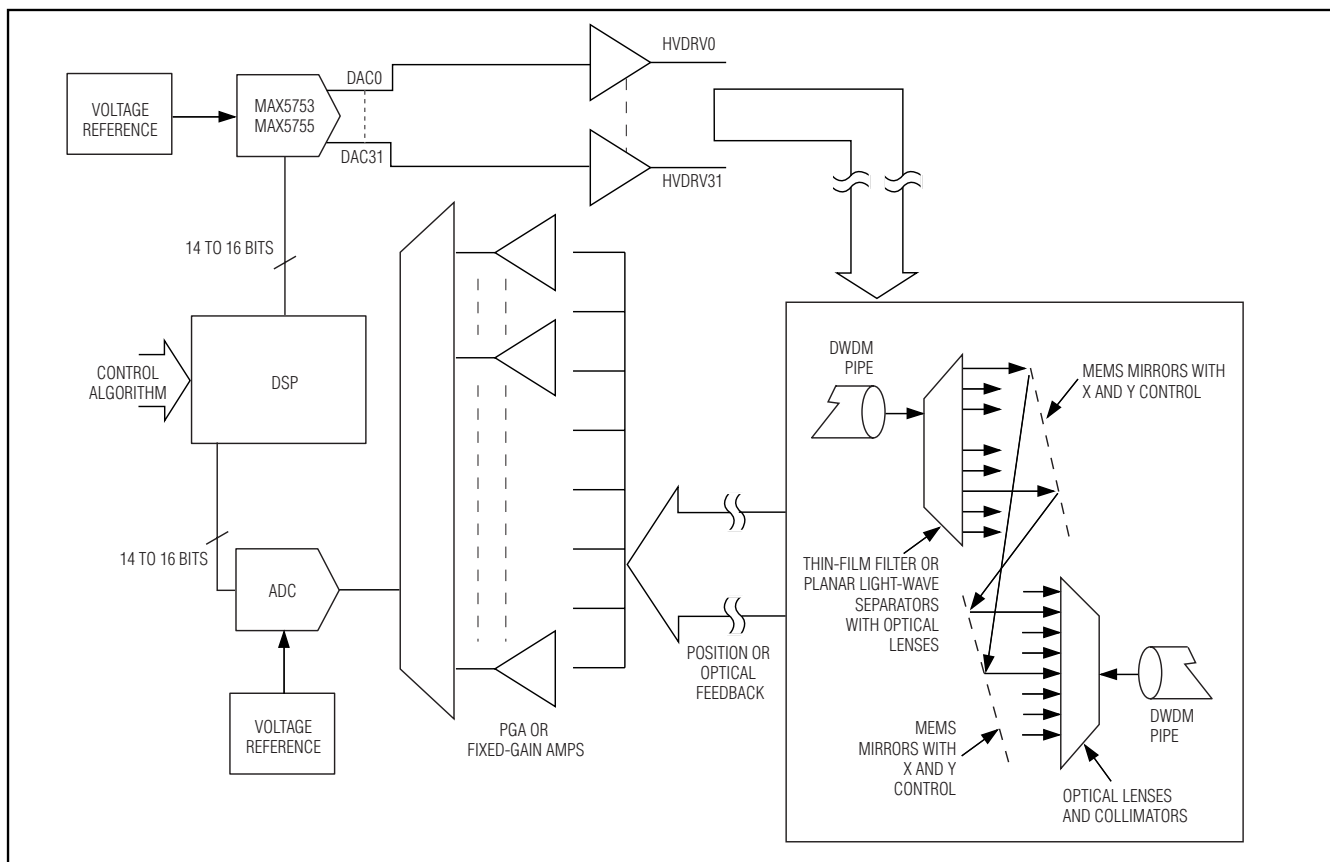 VOLTAGE
REFERENCE
MAX5753
MAX5755
DAC0
DAC31
HVDRV0
HVDRV31
14 TO 16 BITS
CONTROL
ALGORITHM
DSP
14 TO 16 BITS
ADC
VOLTAGE
REFERENCE
PGA OR
FIXED-GAIN AMPS
POSITION OR
OPTICAL
FEEDBACK
DWDM
PIPE
MEMS MIRRORS WITH
X AND Y CONTROL
THIN-FILM FILTER OR
PLANAR LIGHT-WAVE
SEPARATORS
WITH OPTICAL
LENSES
MEMS
MIRRORS WITH
X AND Y
CONTROL
DWDM
PIPE
OPTICAL LENSES
AND COLLIMATORS